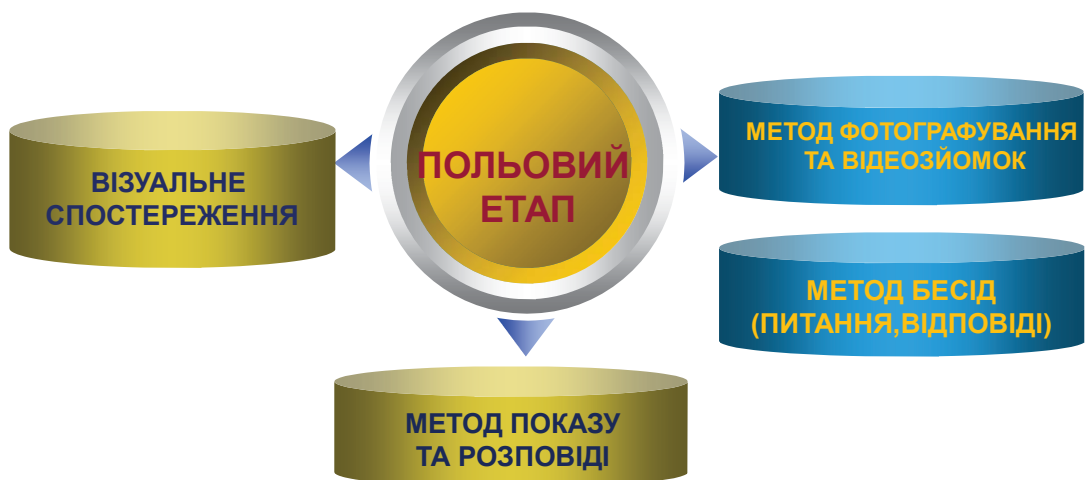 ПОЛЬОВИЙ
ЕТАП
ВІЗУАЛЬНЕ
СПОСТЕРЕЖЕННЯ
МЕТОД ФОТОГРАФУВАННЯ
ТА ВІДЕОЗЙОМОК
МЕТОД БЕСІД
(ПИТАННЯ,ВІДПОВІДІ)
МЕТОД ПОКАЗУ
ТА РОЗПОВІДІ